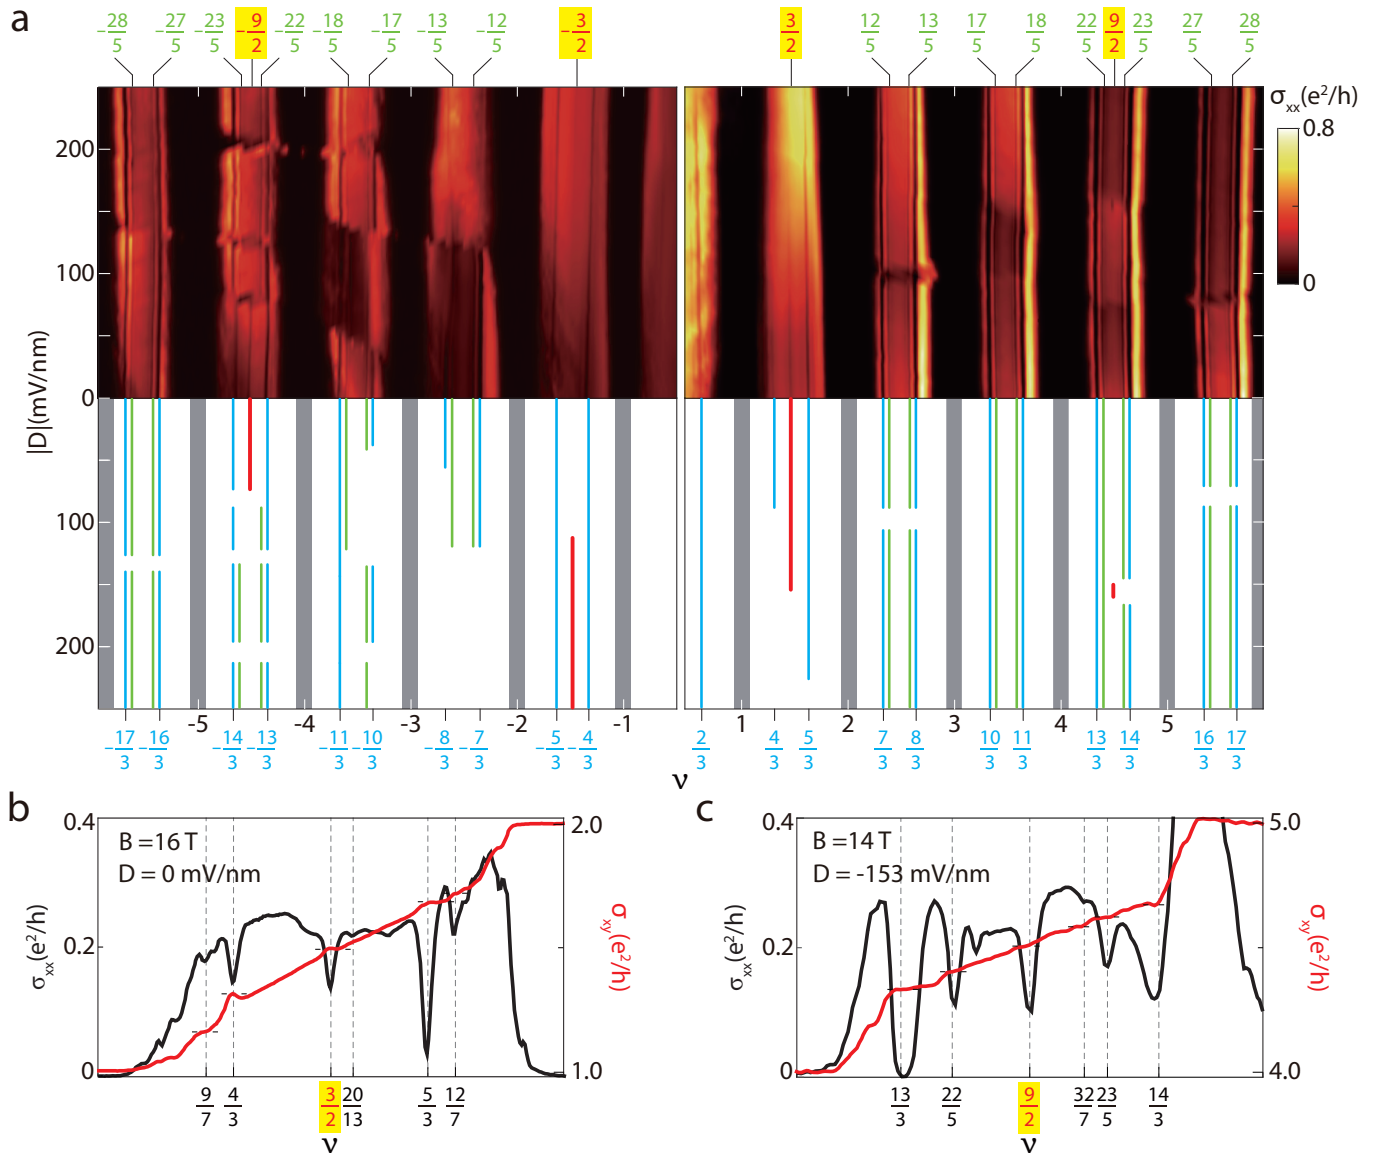 a
-28/5 -27/5 -23/5 -9/2 -22/5 -18/5 -17/5 -13/5 -12/5 -3/2 3/2 12/5 13/5 17/5 18/5 22/5 9/2 23/5 27/5 28/5
σxx(e²/h)
0.8
0
|D|(mV/nm)
200
100
0
100
200
-5 -4 -3 -2 -1 1 2 3 4 5
-17/3 -16/3 -14/3 -13/3 -11/3 -10/3 -8/3 -7/3 -5/3 -4/3 2/3 4/3 5/3 7/3 8/3 10/3 11/3 13/3 14/3 16/3 17/3
ν
b
B =16 T
D = 0 mV/nm
σxx(e²/h)
0.4
0.2
0
2.0
1.0
σxy(e²/h)
9/7 4/3 3/2 20/13 5/3 12/7
ν
c
B =14 T
D = -153 mV/nm
σxx(e²/h)
0.4
0.2
0
5.0
4.0
σxy(e²/h)
13/3 22/5 9/2 32/7 23/5 14/3
ν